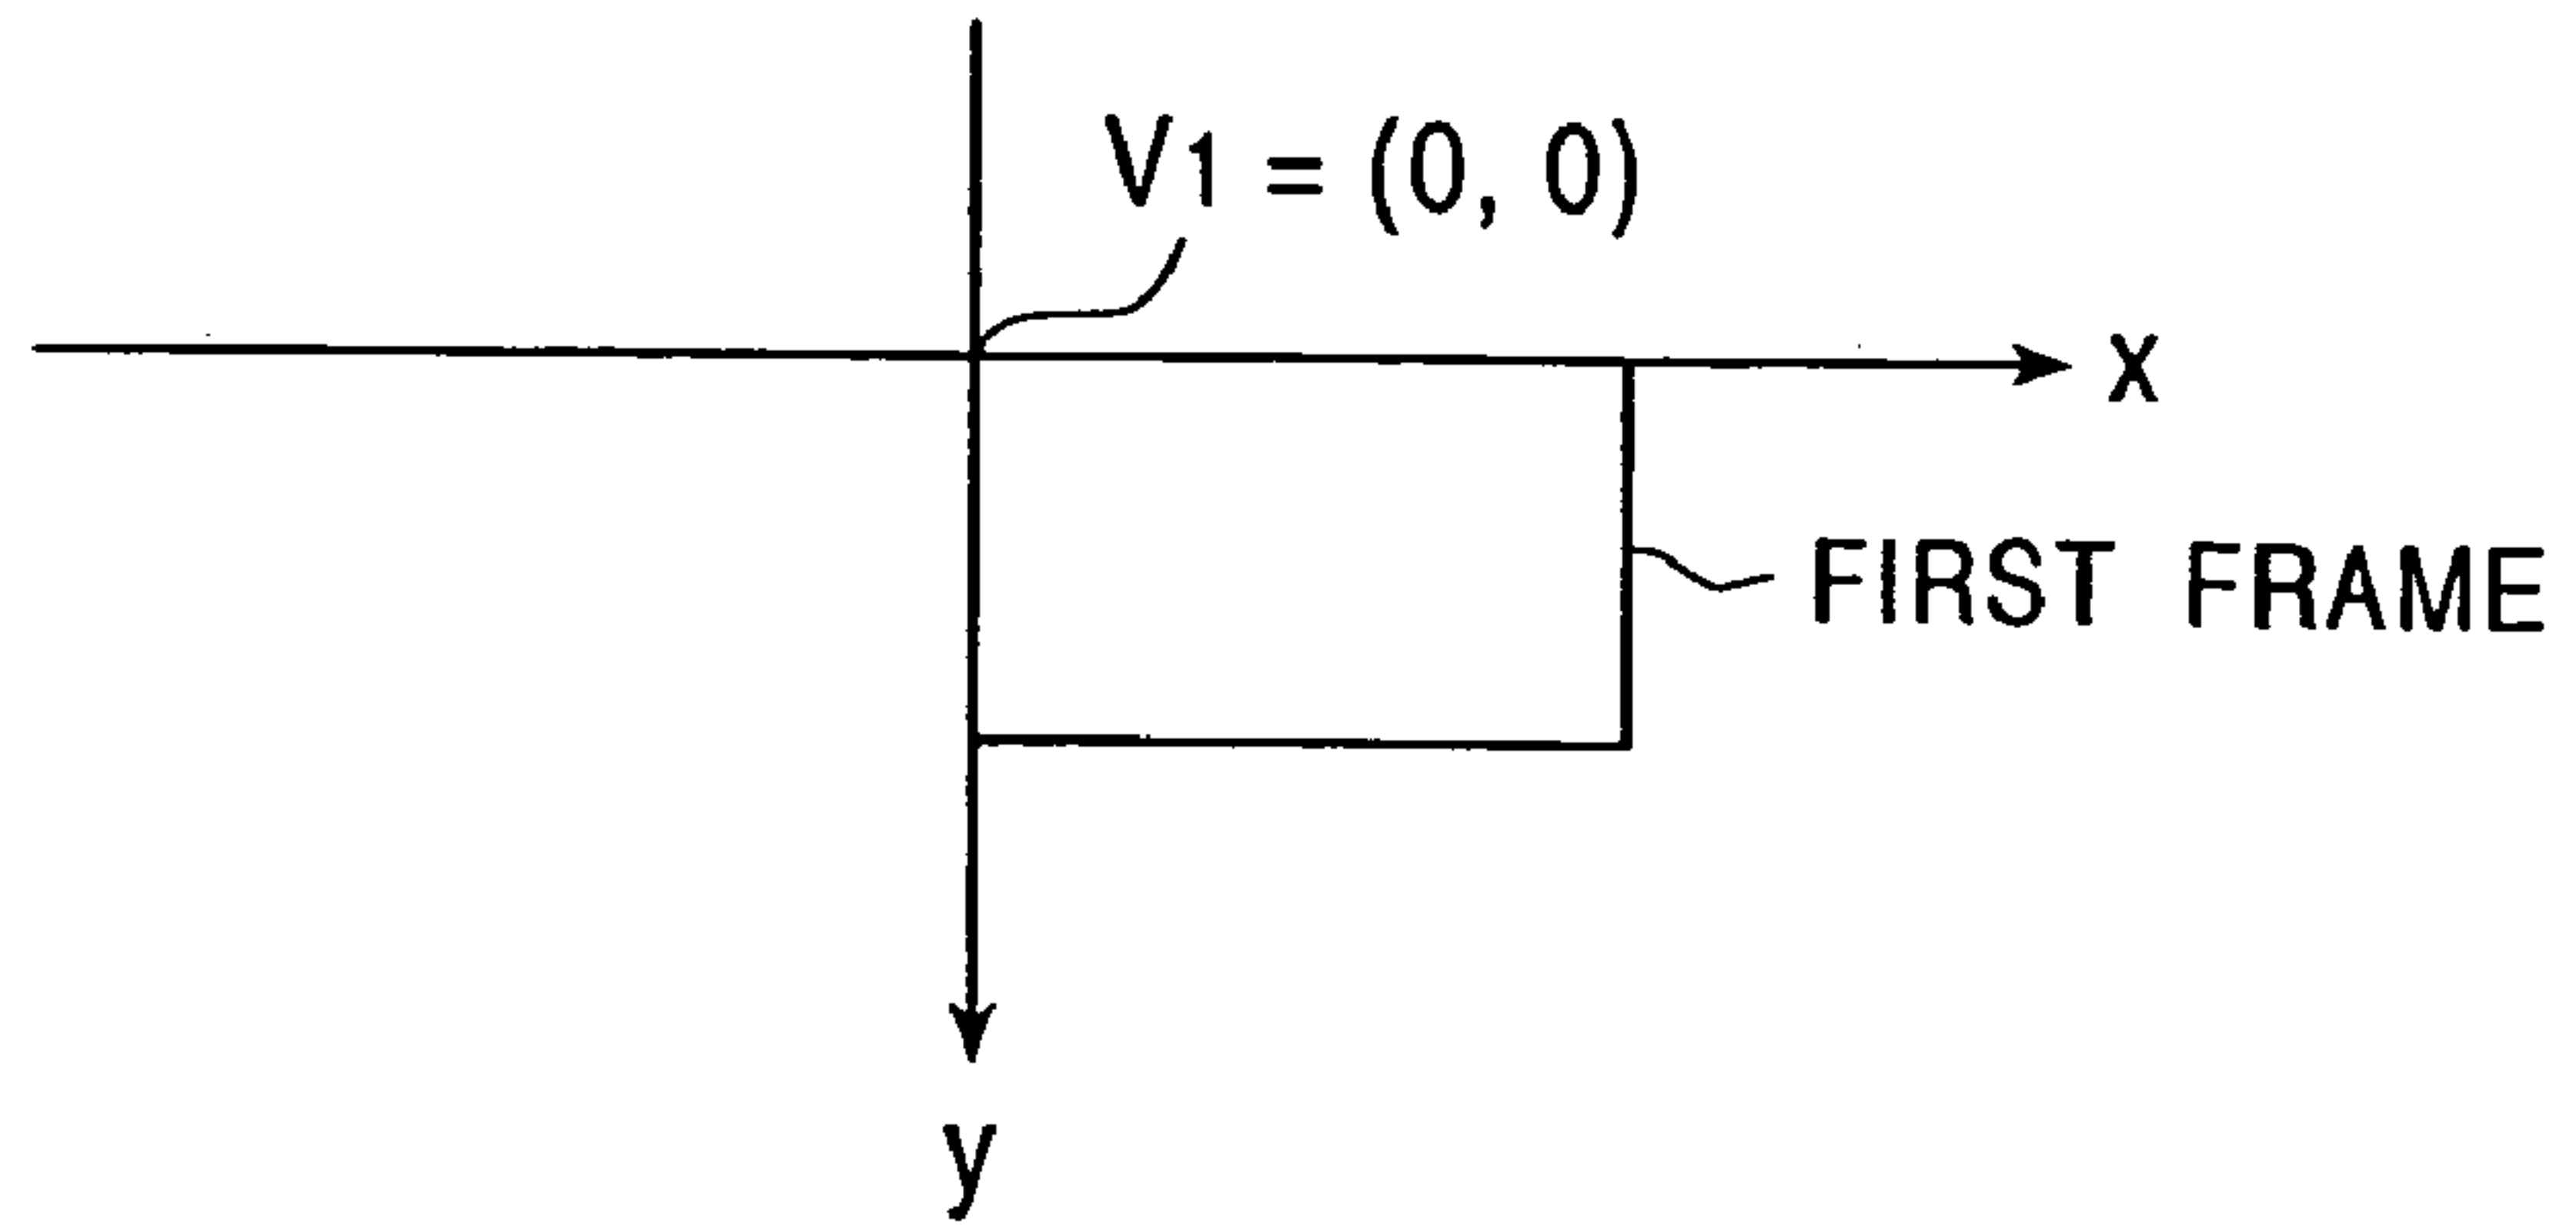 V1 = (0, 0)
x
FIRST FRAME
y